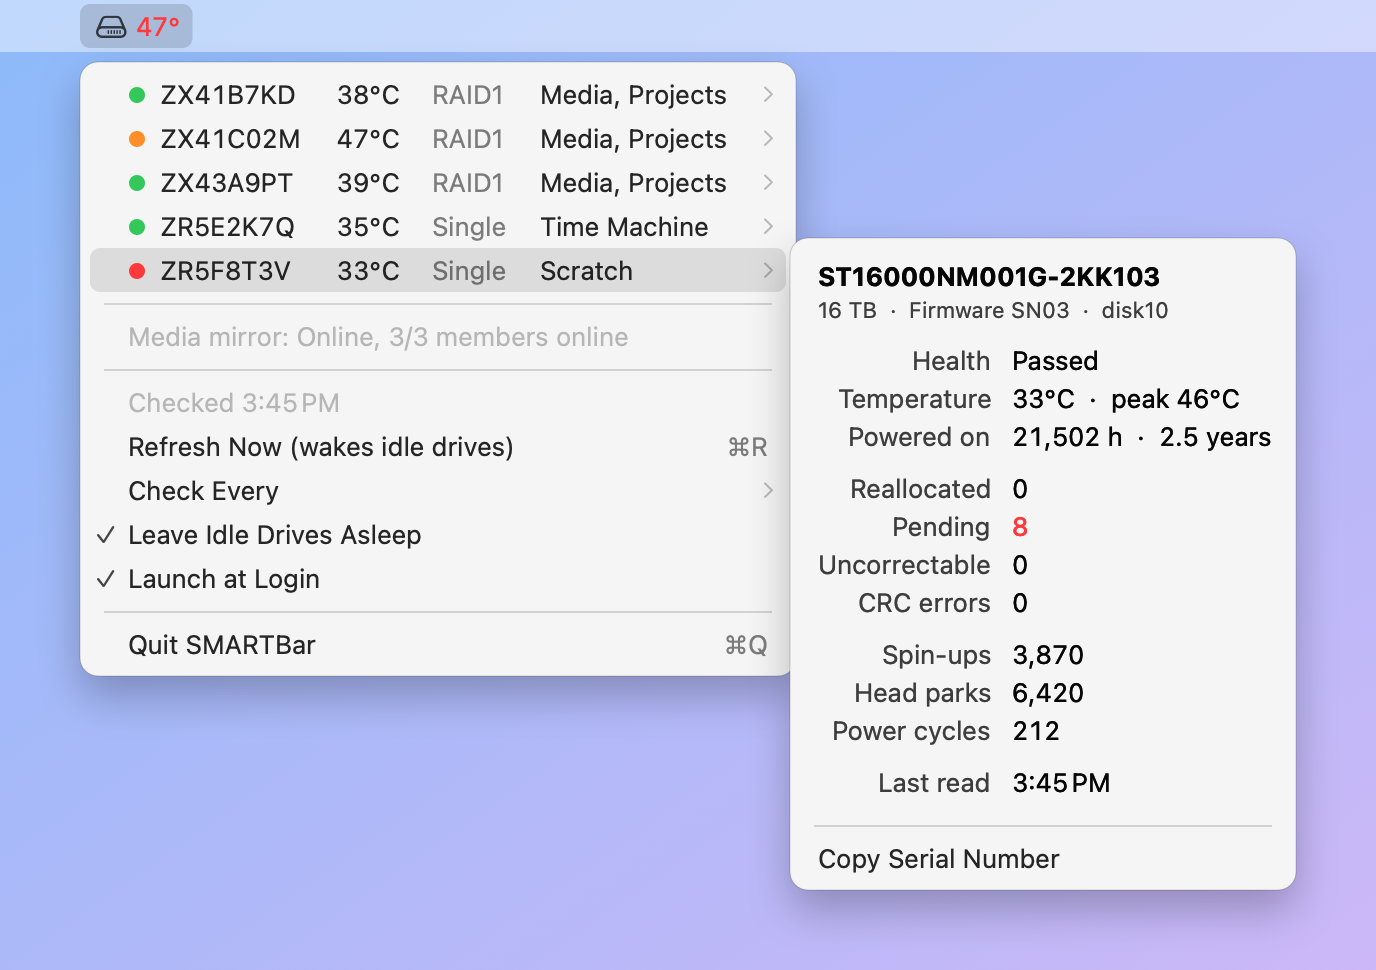 47°
ZX41B7KD 38°C RAID1 Media, Projects
ZX41C02M 47°C RAID1 Media, Projects
ZX43A9PT 39°C RAID1 Media, Projects
ZR5E2K7Q 35°C Single Time Machine
ZR5F8T3V 33°C Single Scratch
Media mirror: Online, 3/3 members online
Checked 3:45 PM
Refresh Now (wakes idle drives) ⌘R
Check Every
✓ Leave Idle Drives Asleep
✓ Launch at Login
Quit SMARTBar ⌘Q
ST16000NM001G-2KK103
16 TB · Firmware SN03 · disk10
Health Passed
Temperature 33°C · peak 46°C
Powered on 21,502 h · 2.5 years
Reallocated 0
Pending 8
Uncorrectable 0
CRC errors 0
Spin-ups 3,870
Head parks 6,420
Power cycles 212
Last read 3:45 PM
Copy Serial Number